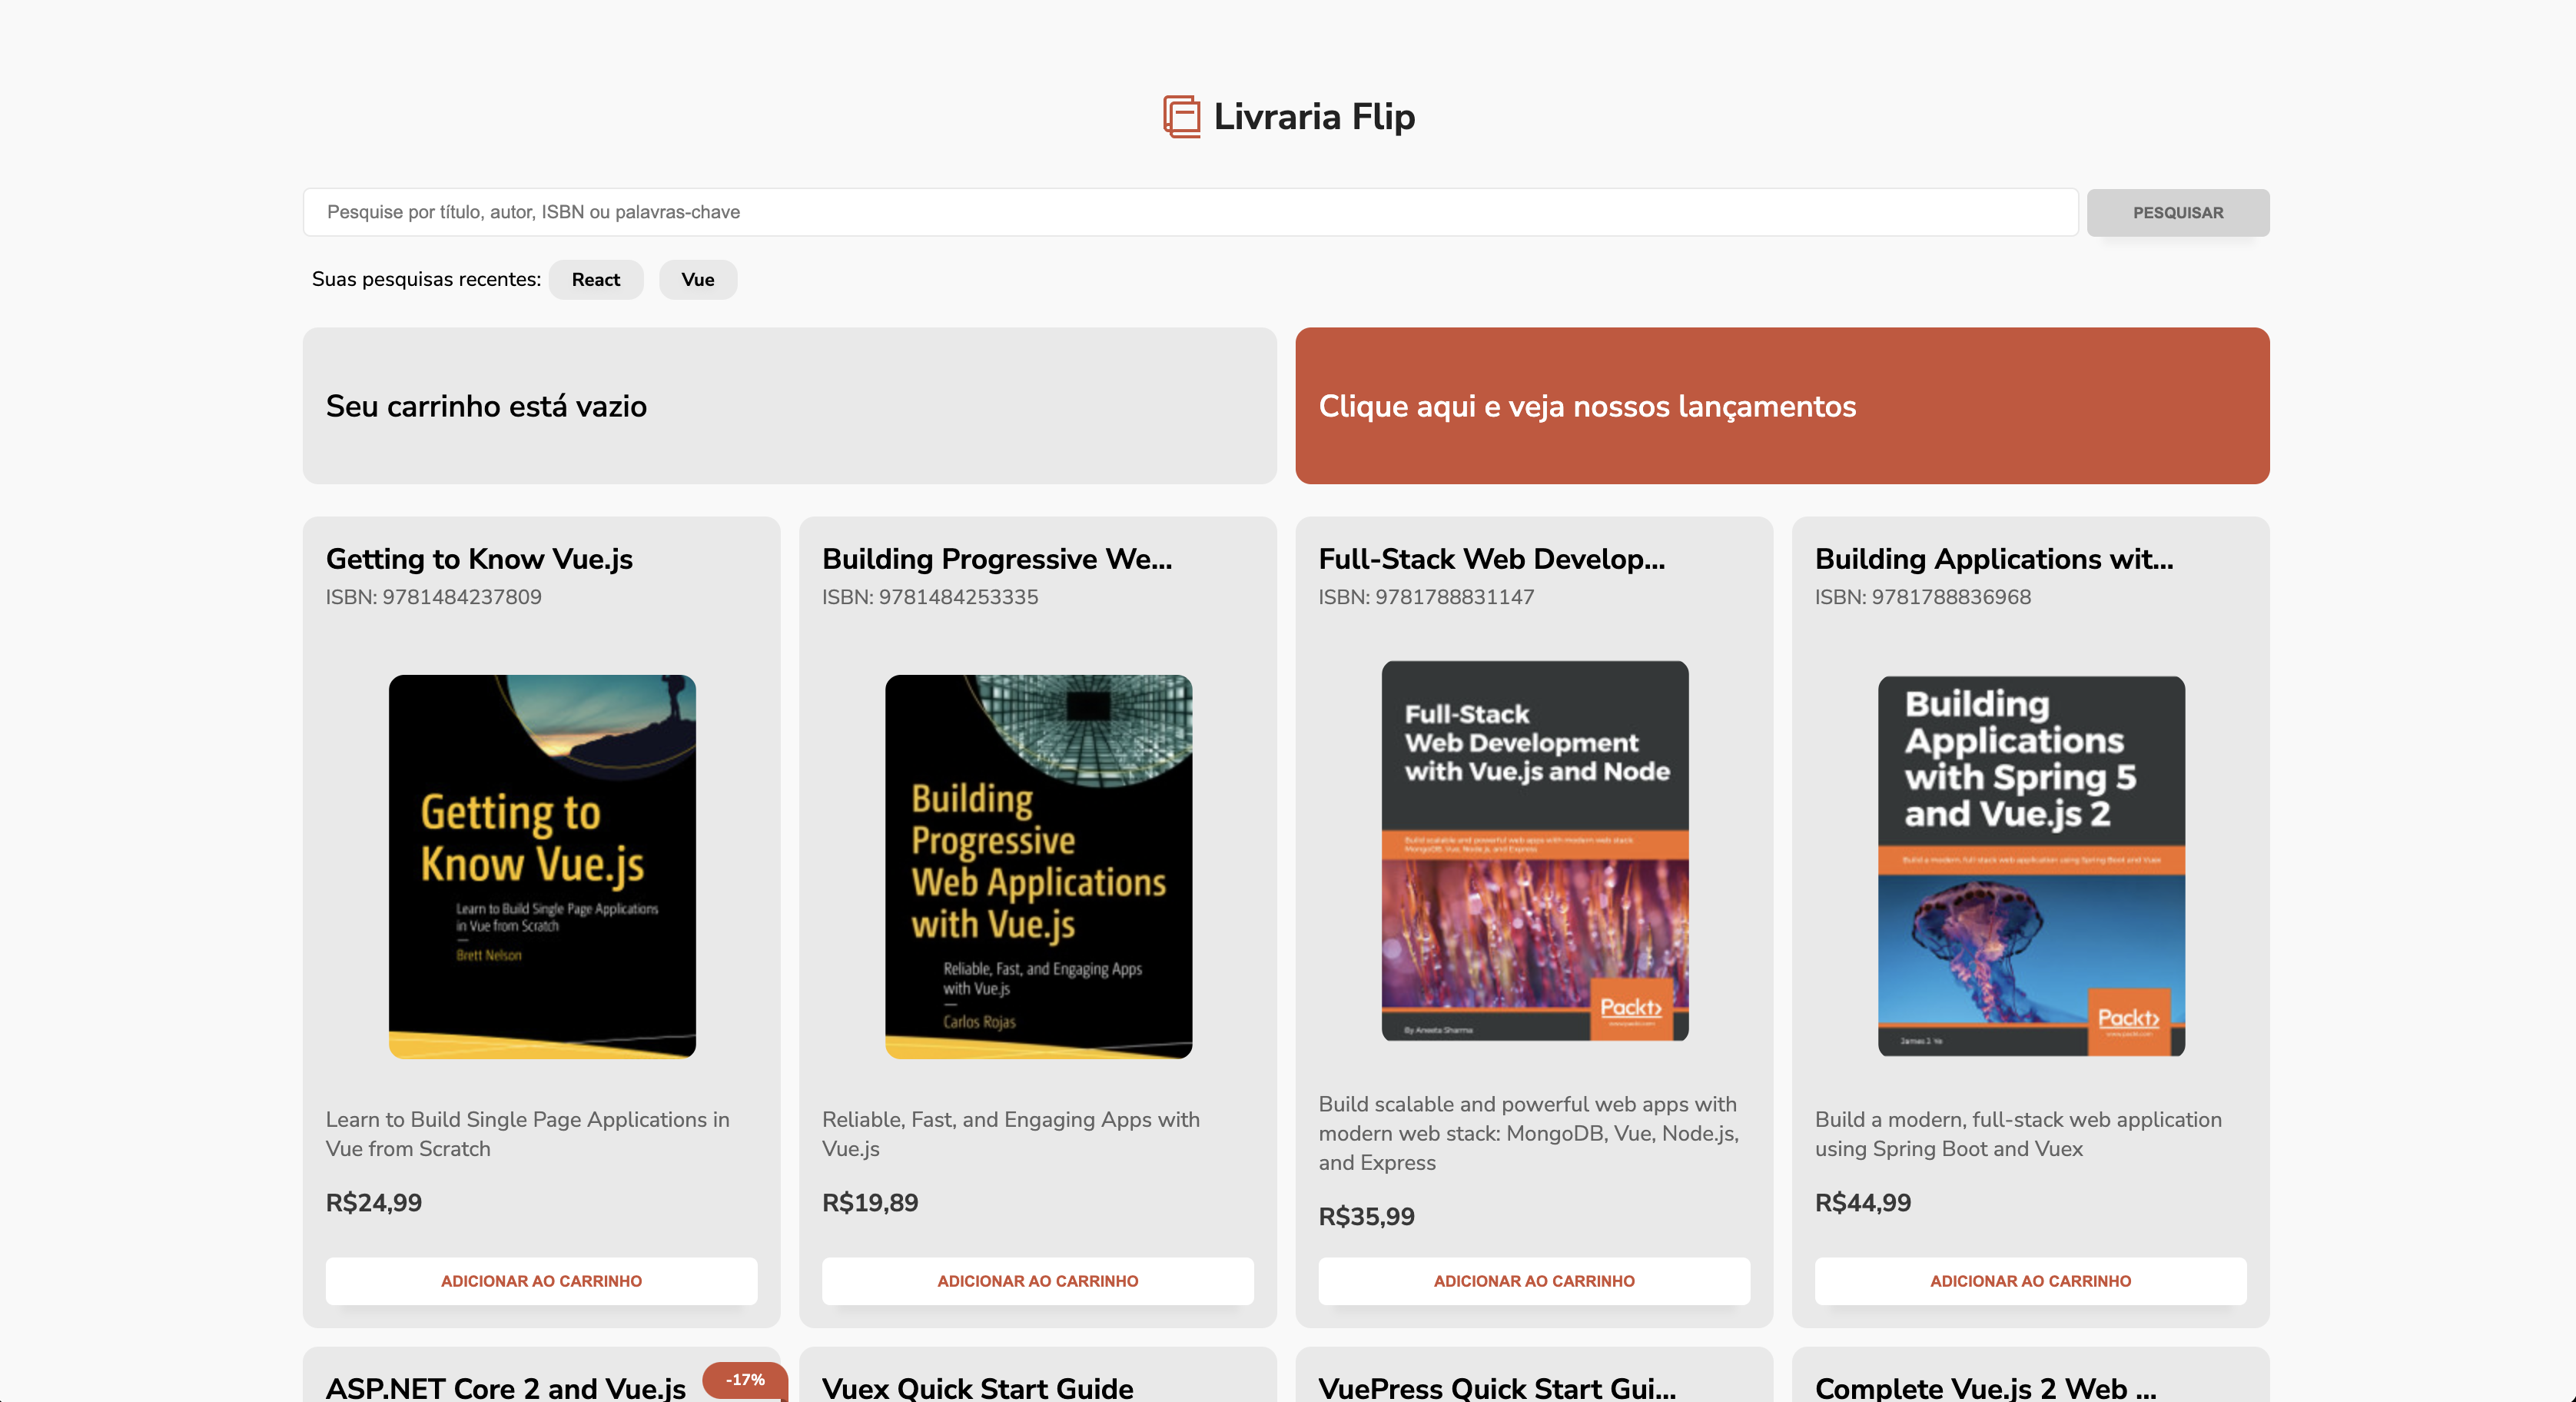 Livraria Flip
Pesquise por título, autor, ISBN ou palavras-chave
PESQUISAR
Suas pesquisas recentes: React Vue
Seu carrinho está vazio
Clique aqui e veja nossos lançamentos
Getting to Know Vue.js
ISBN: 9781484237809
Getting to
Know Vue.js
Learn to Build Single Page Applications
in Vue from Scratch
Brett Nelson
Learn to Build Single Page Applications in
Vue from Scratch
R$24,99
ADICIONAR AO CARRINHO
Building Progressive We...
ISBN: 9781484253335
Building
Progressive
Web Applications
with Vue.js
Reliable, Fast, and Engaging Apps
with Vue.js
Carlos Rojas
Reliable, Fast, and Engaging Apps with
Vue.js
R$19,89
ADICIONAR AO CARRINHO
Full-Stack Web Develop...
ISBN: 9781788831147
Full-Stack
Web Development
with Vue.js and Node
Build scalable and powerful web apps with modern web stack
MongoDB, Vue, Node.js, and Express
Packt>
www.packt.com
By Aneeta Sharma
Build scalable and powerful web apps with
modern web stack: MongoDB, Vue, Node.js,
and Express
R$35,99
ADICIONAR AO CARRINHO
Building Applications wit...
ISBN: 9781788836968
Building
Applications
with Spring 5
and Vue.js 2
Build a modern, full-stack web application using Spring Boot and Vuex
Packt>
www.packt.com
James J. Ye
Build a modern, full-stack web application
using Spring Boot and Vuex
R$44,99
ADICIONAR AO CARRINHO
ASP.NET Core 2 and Vue.js
-17%
Vuex Quick Start Guide
VuePress Quick Start Gui...
Complete Vue.js 2 Web ...